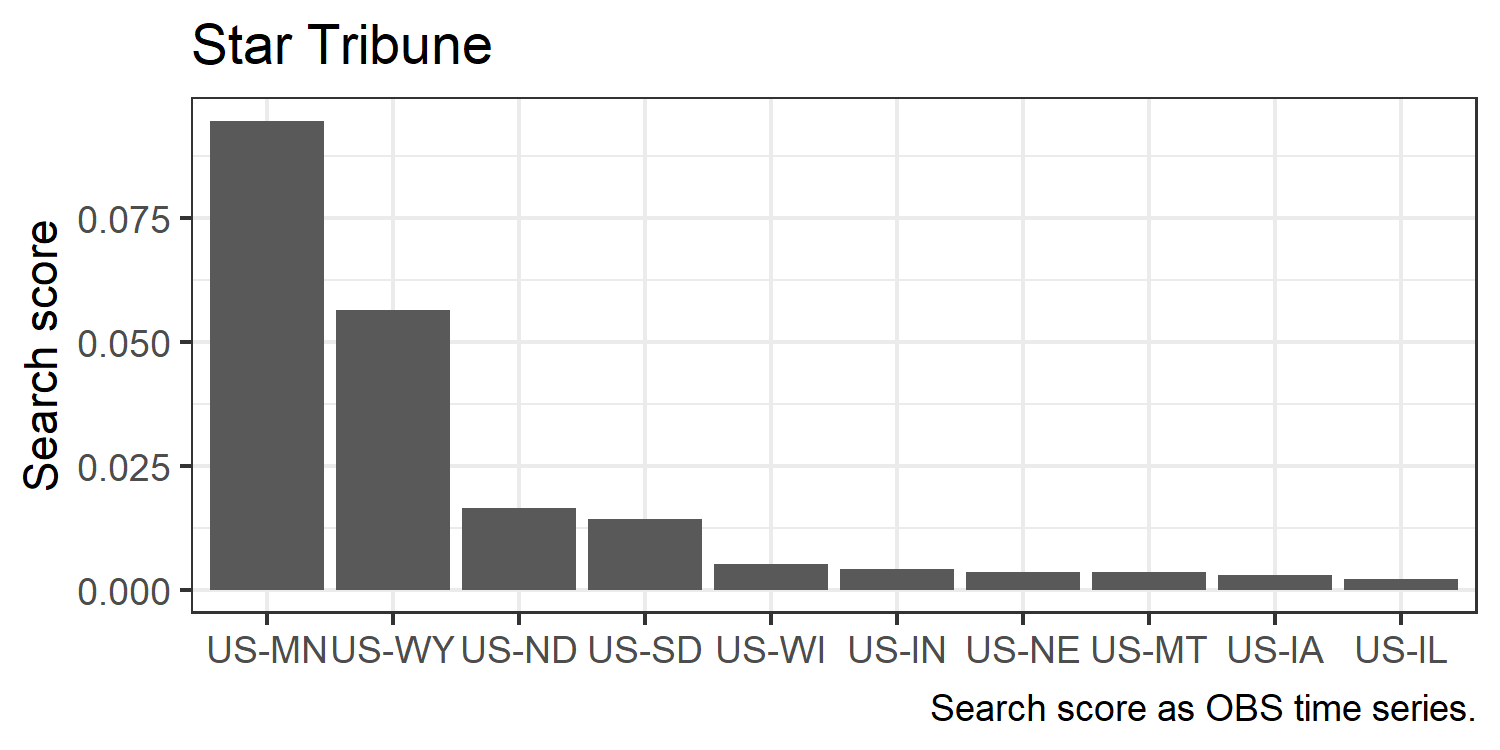 Star Tribune
Search score
0.075
0.050
0.025
0.000
US-MN US-WY US-ND US-SD US-WI US-IN US-NE US-MT US-IA US-IL
Search score as OBS time series.